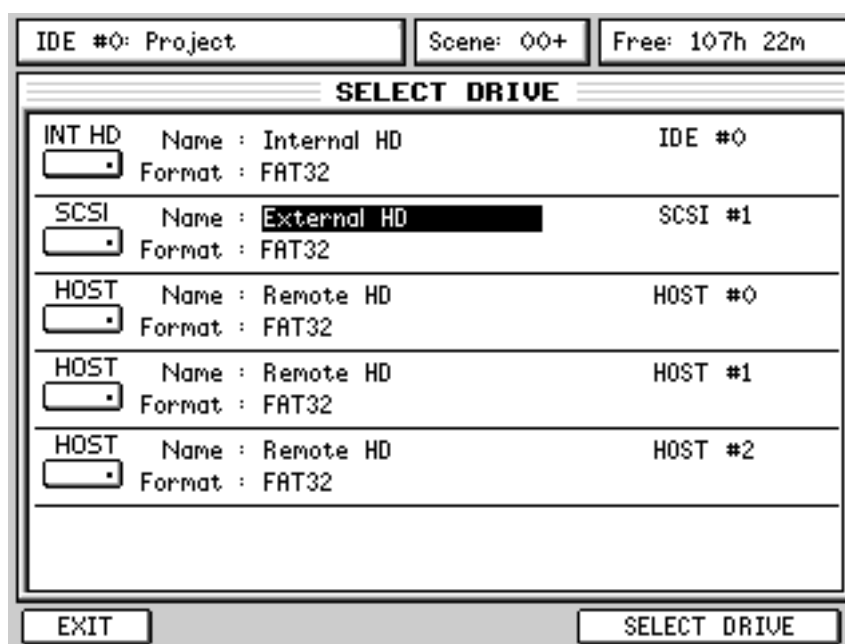 IDE #0: Project Scene: 00+ Free: 107h 22m
SELECT DRIVE
INT HD Name : Internal HD IDE #0
Format : FAT32
SCSI Name : External HD SCSI #1
Format : FAT32
HOST Name : Remote HD HOST #0
Format : FAT32
HOST Name : Remote HD HOST #1
Format : FAT32
HOST Name : Remote HD HOST #2
Format : FAT32
EXIT SELECT DRIVE